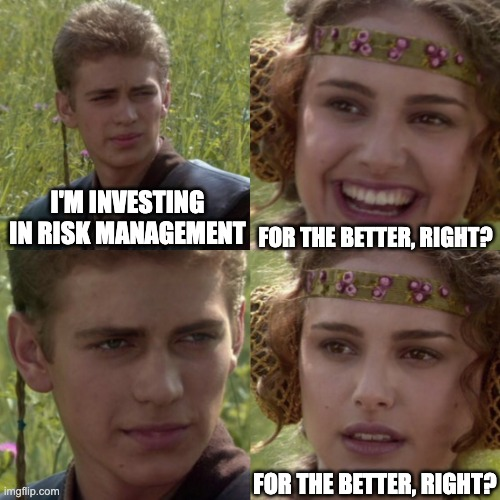 I'M INVESTING
IN RISK MANAGEMENT
FOR THE BETTER, RIGHT?
FOR THE BETTER, RIGHT?
imgflip.com